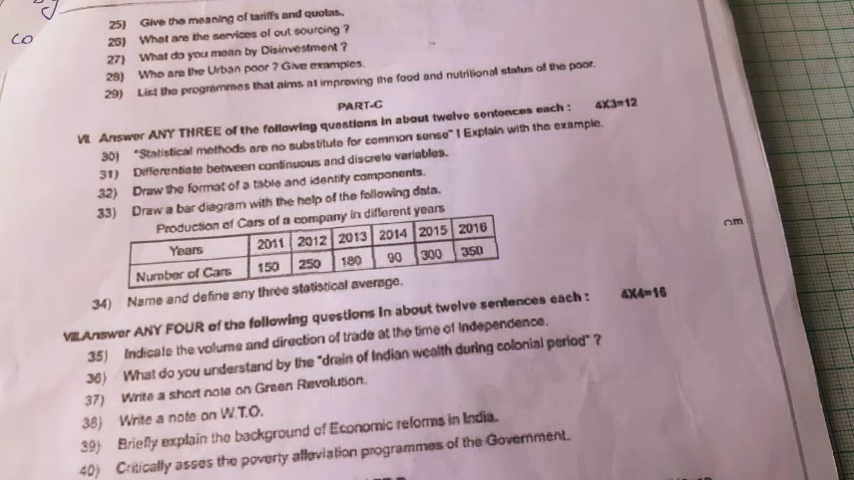 co
25) Give the meaning of tariffs and quotas.
26) What are the services of out sourcing ?
27) What do you mean by Disinvestment ?
28) Who are the Urban poor ? Give examples.
29) List the programmes that aims at improving the food and nutritional status of the poor.
PART-C
VII. Answer ANY THREE of the following questions in about twelve sentences each : 4X3=12
30) "Statistical methods are no substitute for common sense" ! Explain with the example.
31) Differentiate between continuous and discrete variables.
32) Draw the format of a table and identify components.
33) Draw a bar diagram with the help of the following data.
Production of Cars of a company in different years
Years 2011 2012 2013 2014 2015 2016
Number of Cars 150 250 180 90 300 350
34) Name and define any three statistical average.
VIII.Answer ANY FOUR of the following questions in about twelve sentences each : 4X4=16
35) Indicate the volume and direction of trade at the time of Independence.
36) What do you understand by the "drain of Indian wealth during colonial period" ?
37) Write a short note on Green Revolution.
38) Write a note on W.T.O.
39) Briefly explain the background of Economic reforms in India.
40) Critically asses the poverty alleviation programmes of the Government.